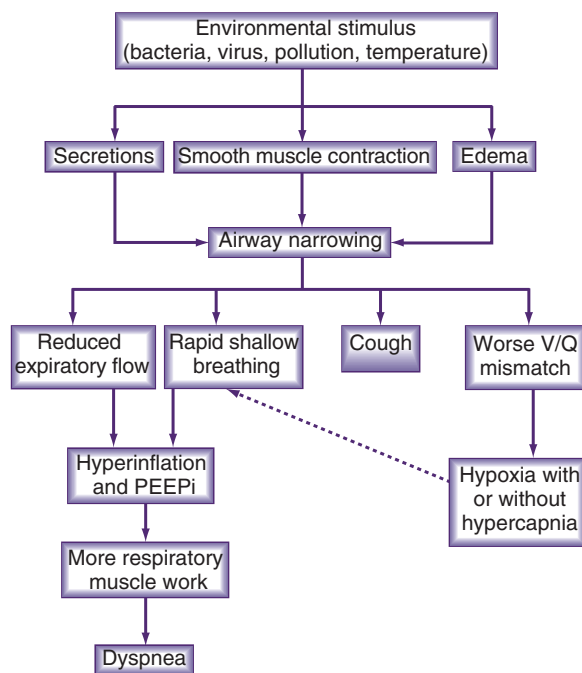 Environmental stimulus
(bacteria, virus, pollution, temperature)
Secretions
Smooth muscle contraction
Edema
Airway narrowing
Reduced
expiratory flow
Rapid shallow
breathing
Cough
Worse V/Q
mismatch
Hyperinflation
and PEEPi
Hypoxia with
or without
hypercapnia
More respiratory
muscle work
Dyspnea